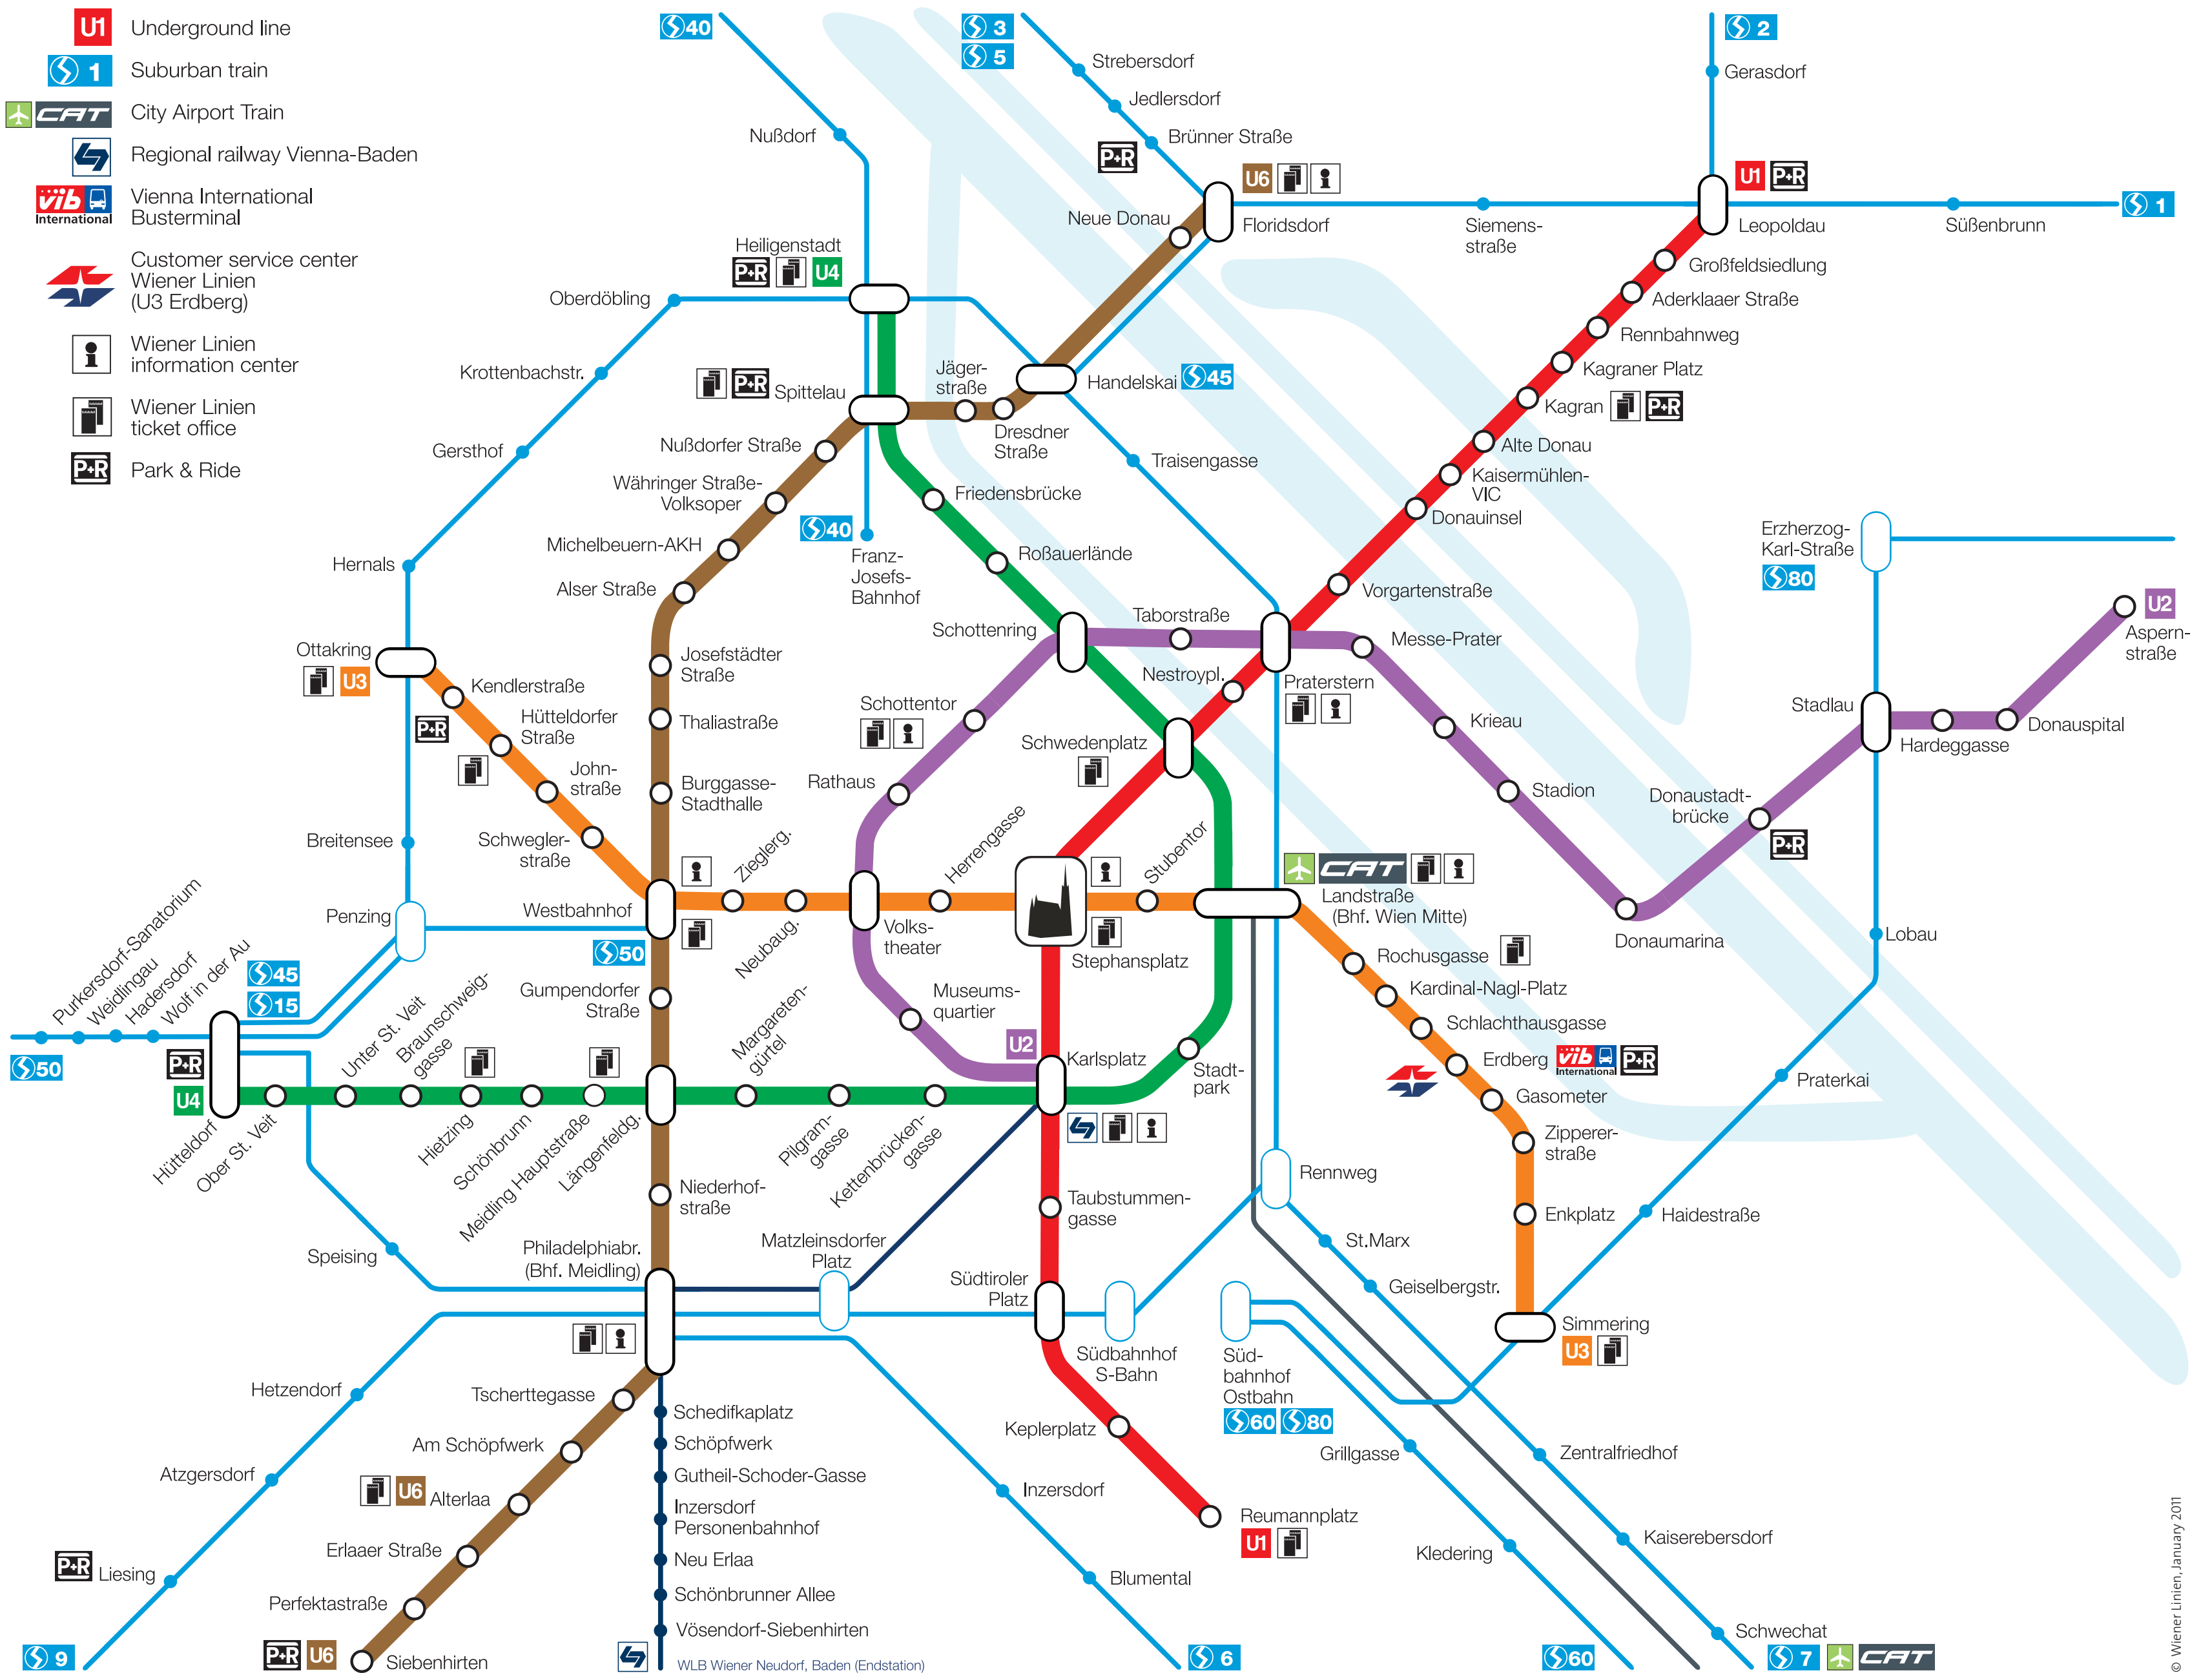 U1 Underground line
1 Suburban train
CAT City Airport Train
Regional railway Vienna-Baden
vib International
Vienna International
Busterminal
Customer service center
Wiener Linien
(U3 Erdberg)
i
Wiener Linien
information center
Wiener Linien
ticket office
P+R Park & Ride
40
3
5
2
Strebersdorf
Gerasdorf
Jedlersdorf
Nußdorf
Brünner Straße
P+R
U6 i
U1 P+R
1
Neue Donau
Floridsdorf
Siemens-
straße
Leopoldau
Süßenbrunn
Heiligenstadt
P+R U4
Großfeldsiedlung
Oberdöbling
Aderklaaer Straße
Rennbahnweg
Krottenbachstr.
Jäger-
straße
Kagraner Platz
P+R Spittelau
Handelskai 45
Kagran P+R
Dresdner
Straße
Nußdorfer Straße
Alte Donau
Gersthof
Traisengasse
Kaisermühlen-
VIC
Währinger Straße-
Volksoper
Friedensbrücke
Donauinsel
40
Franz-
Josefs-
Bahnhof
Erzherzog-
Karl-Straße
80
Michelbeuern-AKH
Roßauerlände
Hernals
Alser Straße
Vorgartenstraße
U2
Aspern-
straße
Taborstraße
Schottenring
Messe-Prater
Ottakring
U3
Josefstädter
Straße
Nestroypl.
Praterstern
i
Kendlerstraße
P+R
Schottentor
i
Stadlau
Hütteldorfer
Straße
Thaliastraße
Krieau
Donauspital
Schwedenplatz
Hardeggasse
John-
straße
Burggasse-
Stadthalle
Rathaus
Stadion
Donaustadt-
brücke
P+R
Breitensee
Schwegler-
straße
Zieglerg.
Herrengasse
Stubentor
i
i
CAT i
Landstraße
(Bhf. Wien Mitte)
Penzing
Westbahnhof
50
Neubaug.
Volks-
theater
Stephansplatz
Donaumarina
Lobau
Purkersdorf-Sanatorium
Weidlingau
Hadersdorf
Wolf in der Au
45
15
Rochusgasse
Gumpendorfer
Straße
Museums-
quartier
Kardinal-Nagl-Platz
Unter St. Veit
Braunschweig-
gasse
Margareten-
gürtel
U2
Schlachthausgasse
50
P+R
U4
Karlsplatz
Stadt-
park
Erdberg vib International P+R
Praterkai
Gasometer
i
Hütteldorf
Ober St. Veit
Hietzing
Schönbrunn
Meidling Hauptstraße
Längenfeldg.
Pilgram-
gasse
Kettenbrücken-
gasse
Zipperer-
straße
Rennweg
Niederhof-
straße
Taubstummen-
gasse
Enkplatz
Haidestraße
Speising
Philadelphiabr.
(Bhf. Meidling)
Matzleinsdorfer
Platz
St.Marx
Südtiroler
Platz
Geiselbergstr.
i
Simmering
U3
Südbahnhof
S-Bahn
Süd-
bahnhof
Ostbahn
60 80
Hetzendorf
Tscherttegasse
Schedifkaplatz
Keplerplatz
Am Schöpfwerk
Schöpfwerk
Grillgasse
Zentralfriedhof
Atzgersdorf
Gutheil-Schoder-Gasse
U6 Alterlaa
Inzersdorf
Inzersdorf
Personenbahnhof
Reumannplatz
U1
Kaiserebersdorf
Erlaaer Straße
Neu Erlaa
Kledering
P+R Liesing
Schönbrunner Allee
Blumental
Perfektastraße
Vösendorf-Siebenhirten
Schwechat
9
P+R U6
Siebenhirten
WLB Wiener Neudorf, Baden (Endstation)
6
60
7 CAT
© Wiener Linien, January 2011